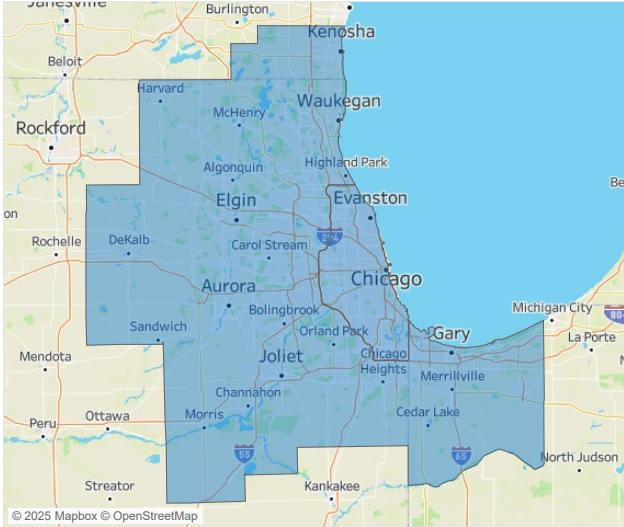 Janesville
Burlington
Kenosha
Beloit
Harvard
Waukegan
McHenry
Rockford
Highland Park
Algonquin
Evanston
Elgin
294
Rochelle
DeKalb
Carol Stream
Chicago
Aurora
Michigan City
Bolingbrook
80
Sandwich
Orland Park
Gary
La Porte
Mendota
Joliet
Chicago
Heights
Merrillville
Channahon
Ottawa
Morris
Cedar Lake
Peru
55
65
North Judson
Streator
Kankakee
© 2025 Mapbox © OpenStreetMap